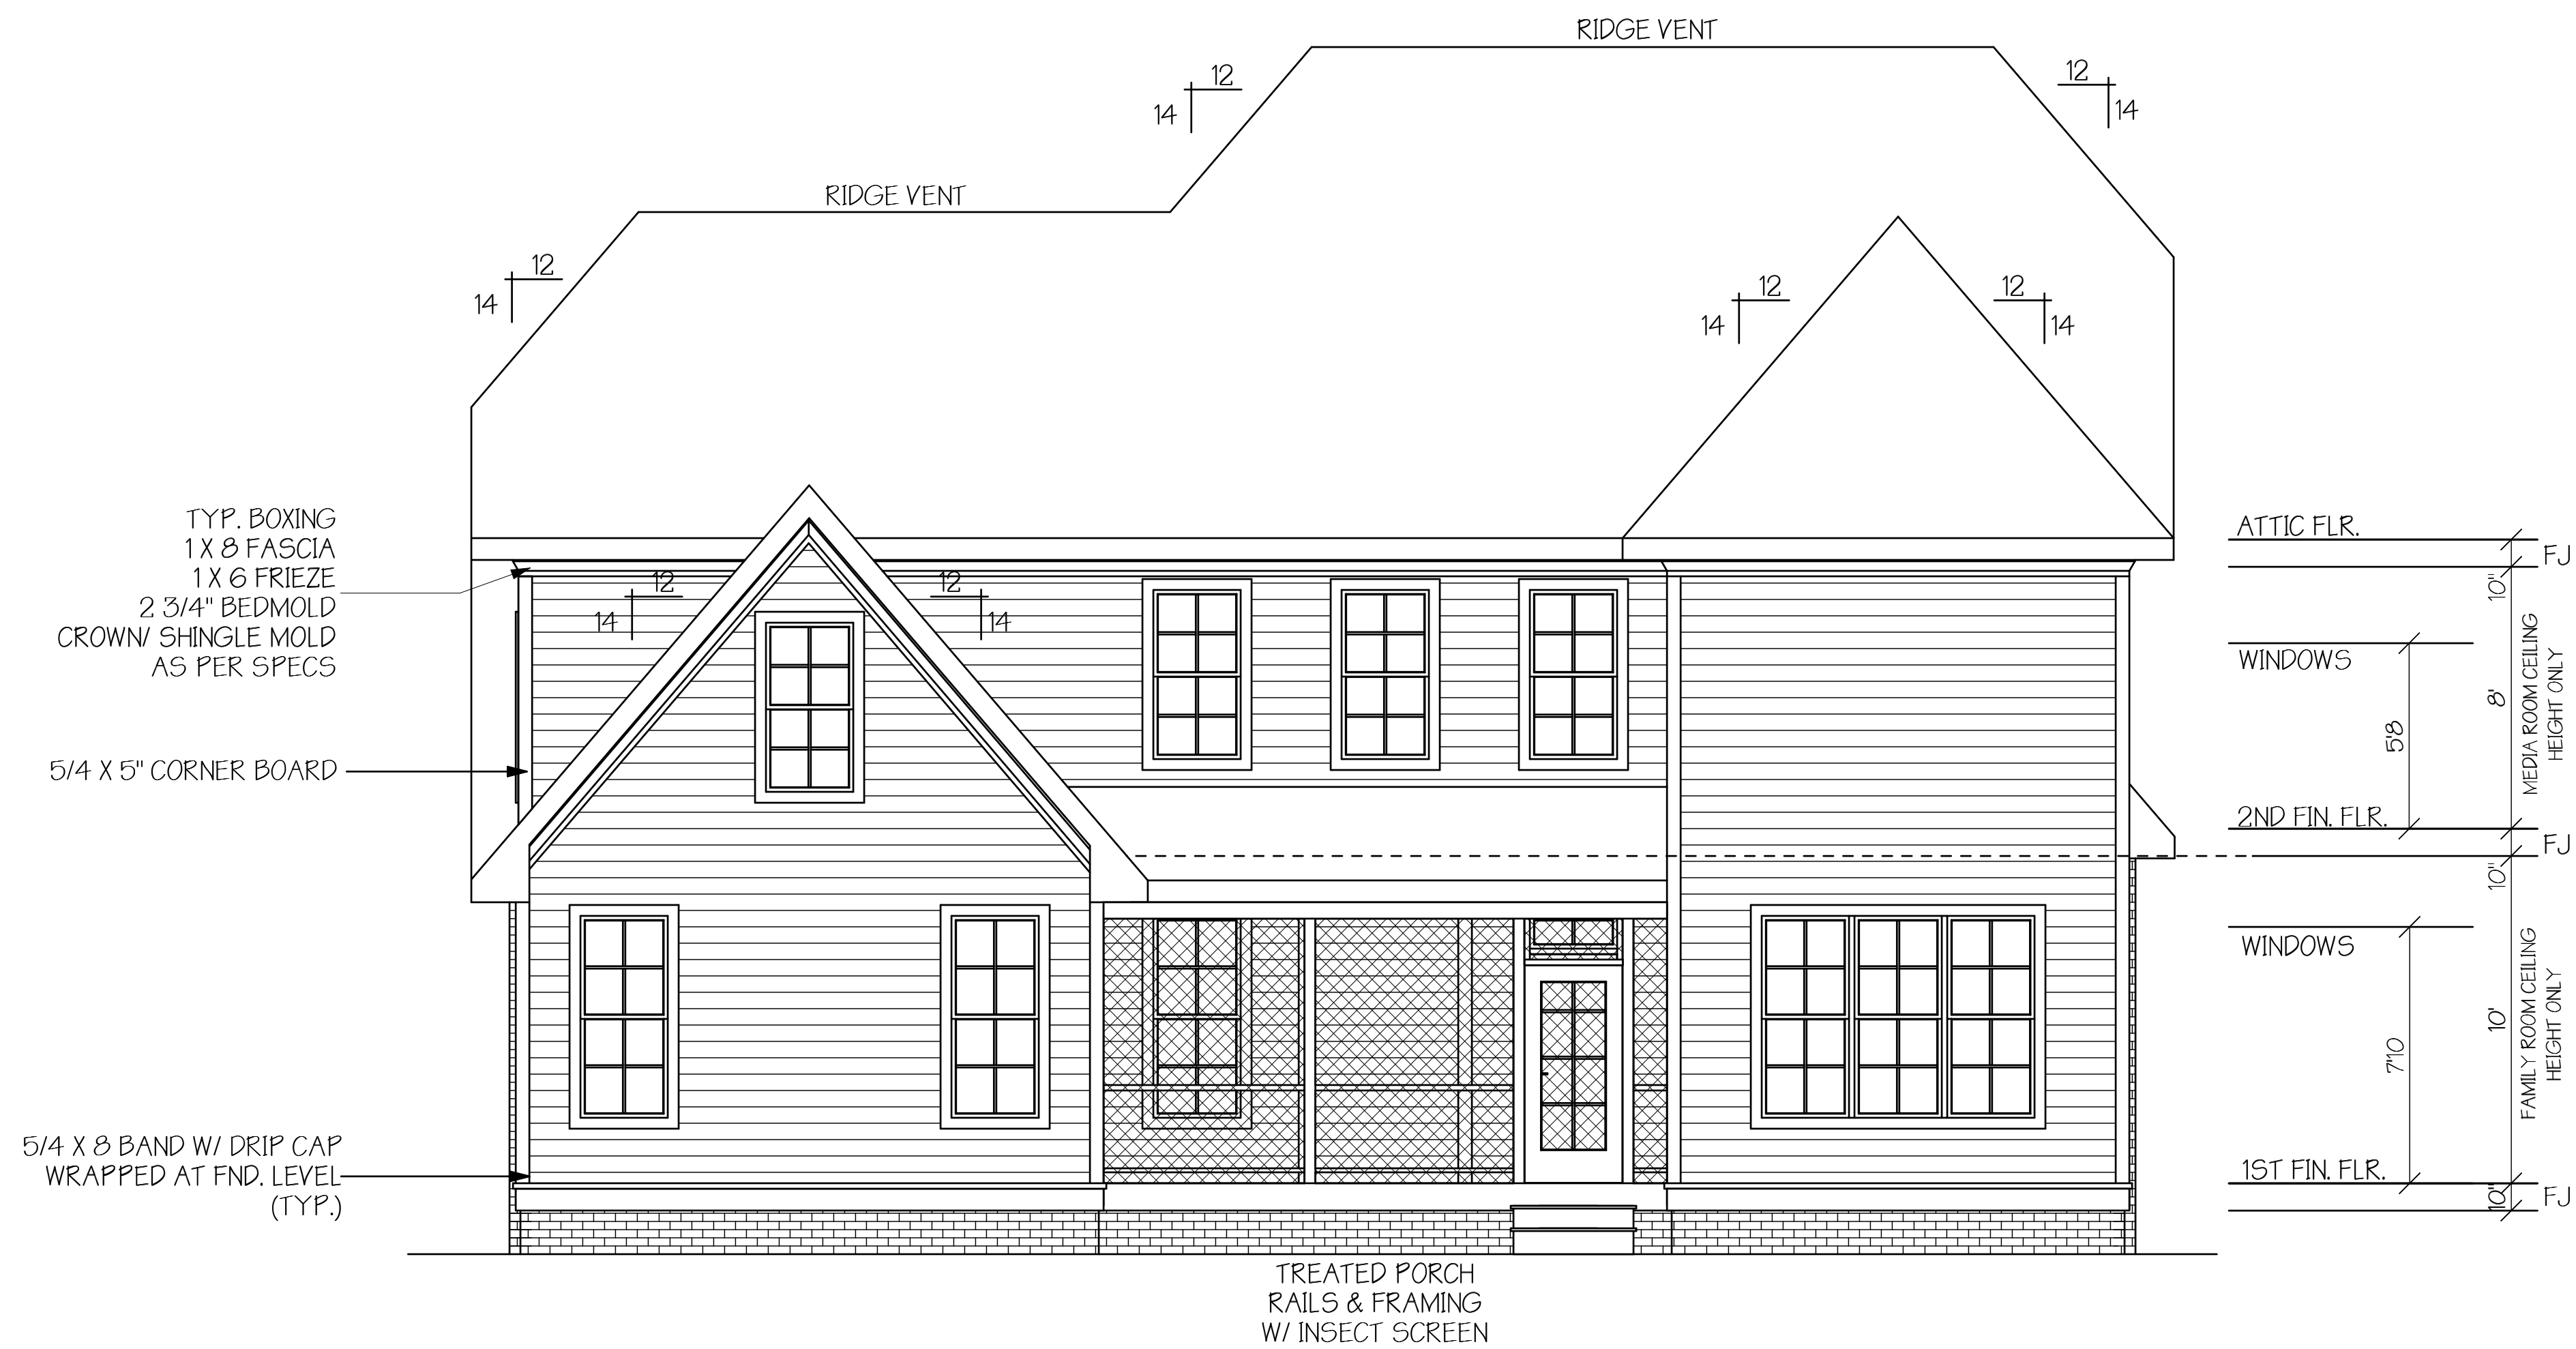 RIDGE VENT
12
14
12
14
RIDGE VENT
12
14
12
14
12
14
TYP. BOXING
1 X 8 FASCIA
1 X 6 FRIEZE
2 3/4" BEDMOLD
CROWN/ SHINGLE MOLD
AS PER SPECS
12
14
12
14
5/4 X 5" CORNER BOARD
5/4 X 8 BAND W/ DRIP CAP
WRAPPED AT FND. LEVEL
(TYP.)
TREATED PORCH
RAILS & FRAMING
W/ INSECT SCREEN
ATTIC FLR.
FJ
10"
WINDOWS
5'8
8'
MEDIA ROOM CEILING
HEIGHT ONLY
2ND FIN. FLR.
FJ
10"
WINDOWS
7'10
10'
FAMILY ROOM CEILING
HEIGHT ONLY
1ST FIN. FLR.
10"
FJ